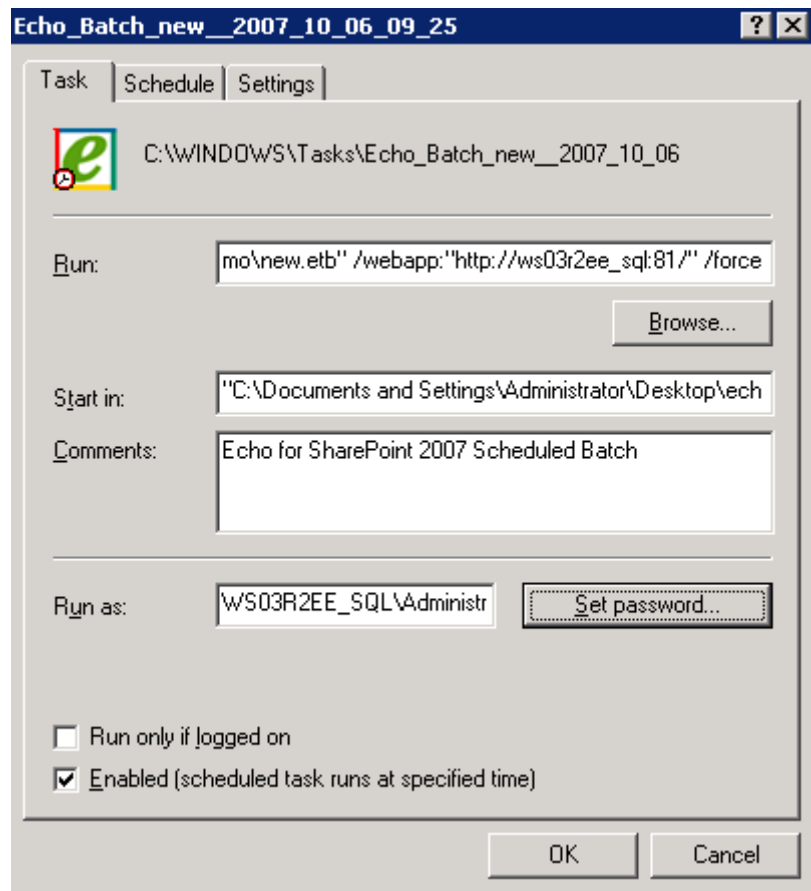 Echo_Batch_new__2007_10_06_09_25
Task Schedule Settings
C:\WINDOWS\Tasks\Echo_Batch_new__2007_10_06
Run: mo\new.etb" /webapp:"http://ws03r2ee_sql:81/" /force
Browse...
Start in: "C:\Documents and Settings\Administrator\Desktop\ech
Comments: Echo for SharePoint 2007 Scheduled Batch
Run as: WS03R2EE_SQL\Administr Set password...
Run only if logged on
Enabled (scheduled task runs at specified time)
OK Cancel